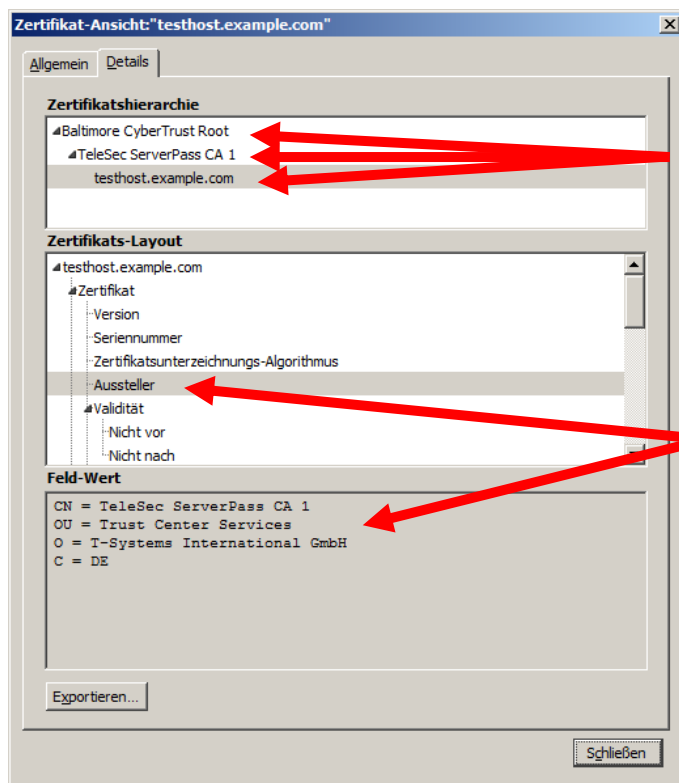 Zertifikat-Ansicht:"testhost.example.com"
Allgemein Details
Zertifikatshierarchie
Baltimore CyberTrust Root
TeleSec ServerPass CA 1
testhost.example.com
Zertifikats-Layout
testhost.example.com
Zertifikat
Version
Seriennummer
Zertifikatsunterzeichnungs-Algorithmus
Aussteller
Validität
Nicht vor
Nicht nach
Feld-Wert
CN = TeleSec ServerPass CA 1
OU = Trust Center Services
O = T-Systems International GmbH
C = DE
Exportieren...
Schließen